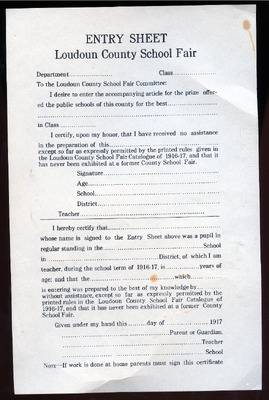 ENTRY SHEET
Loudoun County School Fair
Department.................... Class....................
To the Loudoun County School Fair Committee:
I desire to enter the accompanying article for the prize offer-
ed the public schools of this county for the best....................
....................
in Class ....................
I certify, upon my honor, that I have received no assistance
in the preparation of this....................
except so far as expressly permitted by the printed rules given in
the Loudoun County School Fair Catalogue of 1916-17, and that it
has never been exhibited at a former County School Fair.
Signature....................
Age....................
School....................
District....................
Teacher....................
I hereby certify that....................
whose name is signed to the Entry Sheet above was a pupil in
regular standing in the....................School
in....................District, of which I am
teacher, during the school term of 1916-17, is..........years of
age; and that the....................which..........
is entering was prepared to the best of my knowledge by....
without assistance, except so far as expressly permitted by the
printed rules in the Loudoun County School Fair Catalogue of
1916-17, and that it has never been exhibited at a former County
School Fair.
Given under my hand this..........day of .................... 1917
....................Parent or Guardian.
....................Teacher
....................School
NOTE—If work is done at home parents must sign this certificate